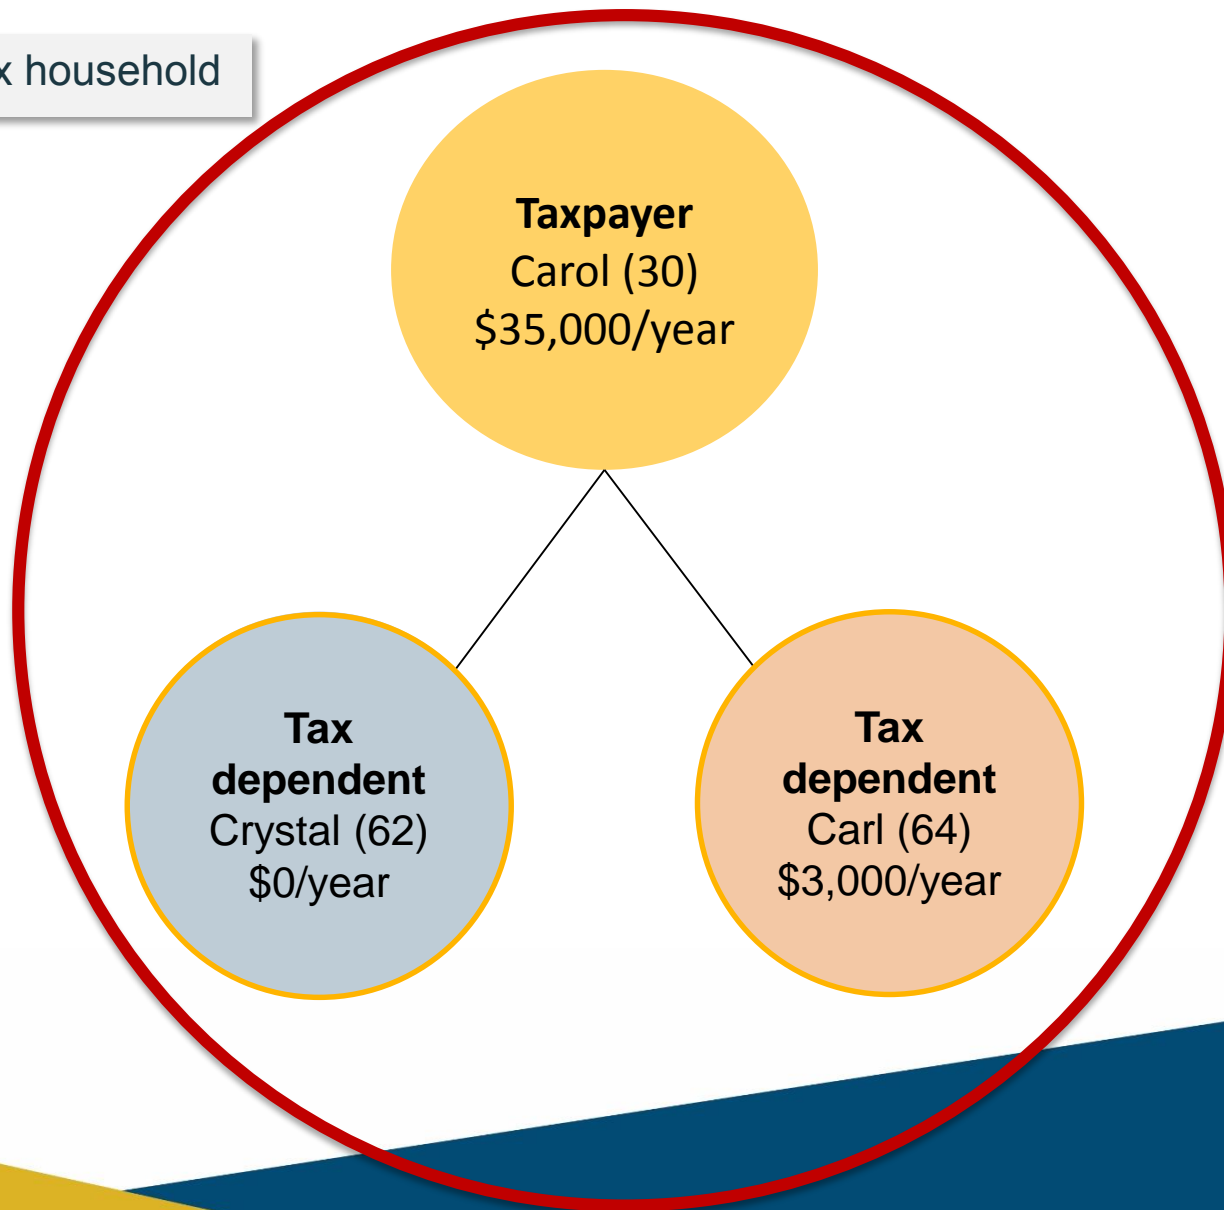 x household
Taxpayer
Carol (30)
$35,000/year
Tax
dependent
Crystal (62)
$0/year
Tax
dependent
Carl (64)
$3,000/year